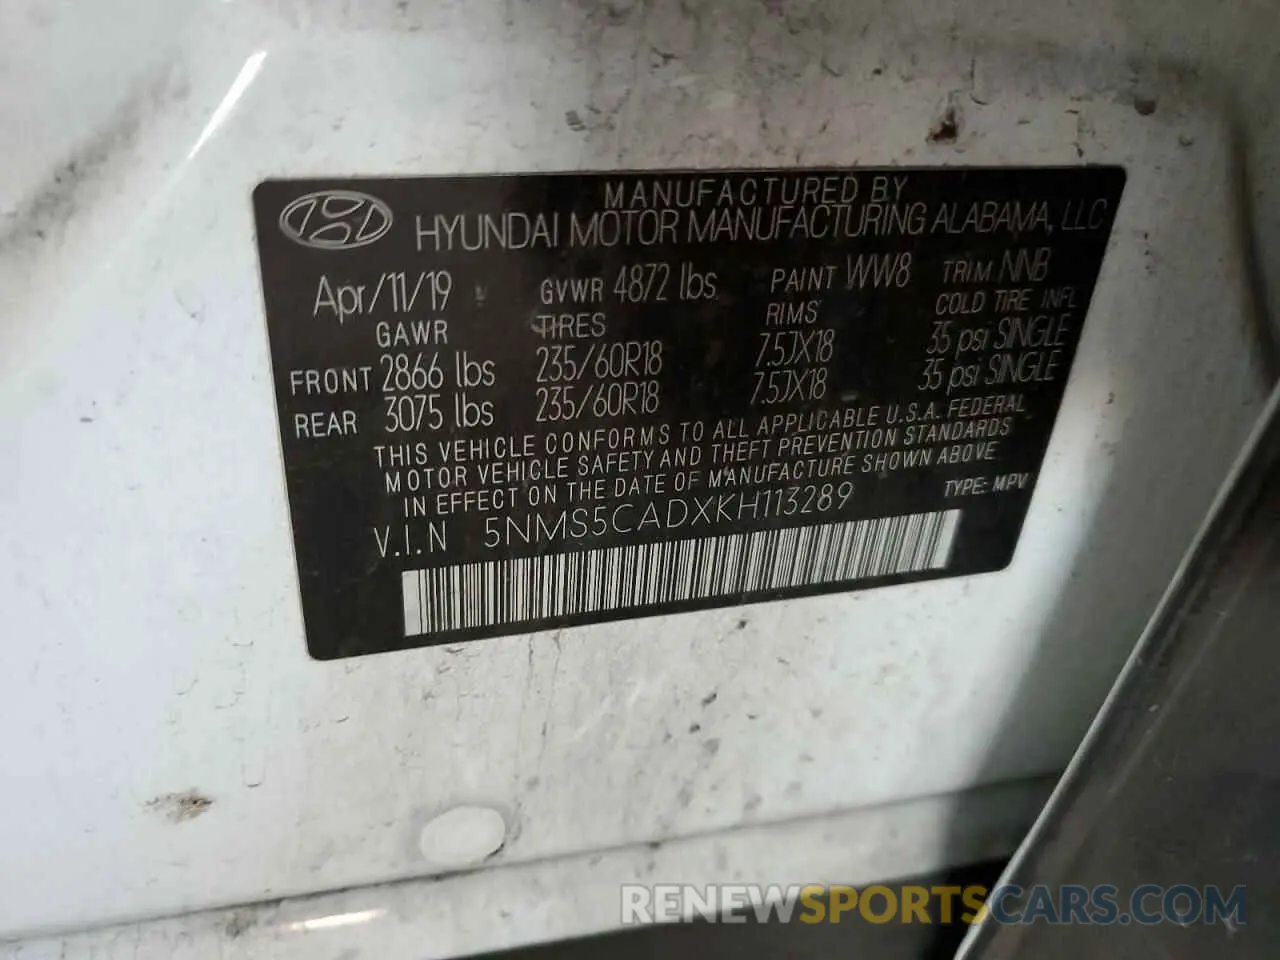 MANUFACTURED BY
HYUNDAI MOTOR MANUFACTURING ALABAMA, LLC
Apr/11/19 GVWR 4872 lbs PAINT WW8 TRIM NNB
GAWR TIRES RIMS COLD TIRE INFL
FRONT 2866 lbs 235/60R18 7.5JX18 35 psi SINGLE
REAR 3075 lbs 235/60R18 7.5JX18 35 psi SINGLE
THIS VEHICLE CONFORMS TO ALL APPLICABLE U.S.A. FEDERAL
MOTOR VEHICLE SAFETY AND THEFT PREVENTION STANDARDS
IN EFFECT ON THE DATE OF MANUFACTURE SHOWN ABOVE
V.I.N 5NMS5CADXKH113289 TYPE: MPV
RENEWSPORTSCARS.COM